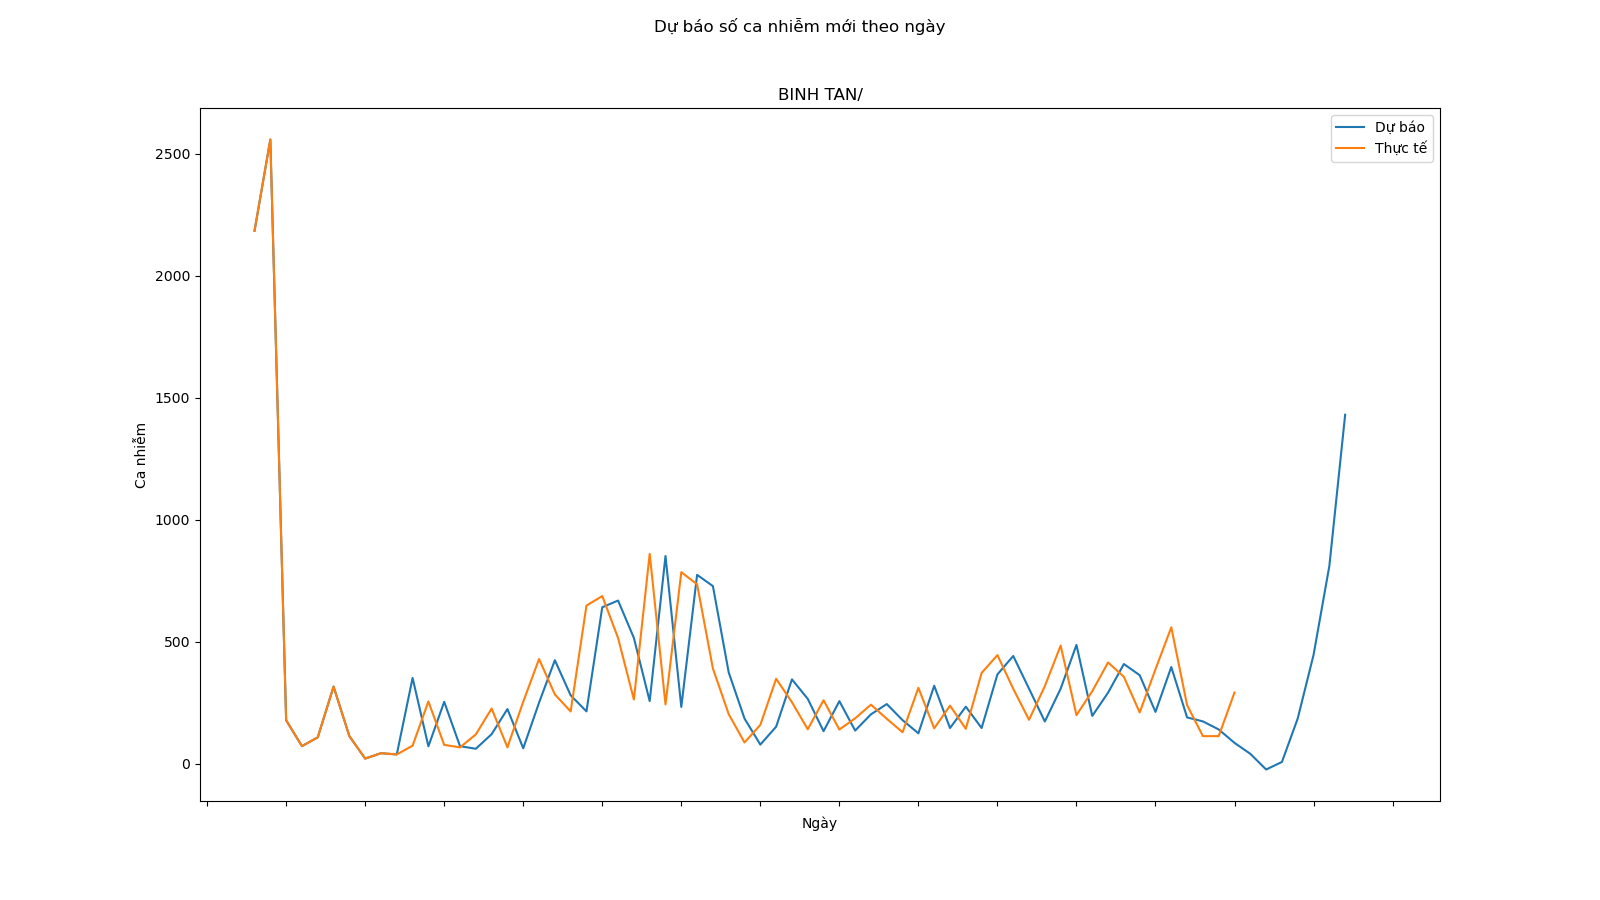 Dự báo số ca nhiễm mới theo ngày
BINH TAN/
Dự báo
Thực tế
2500
2000
1500
1000
500
0
Ca nhiễm
Ngày